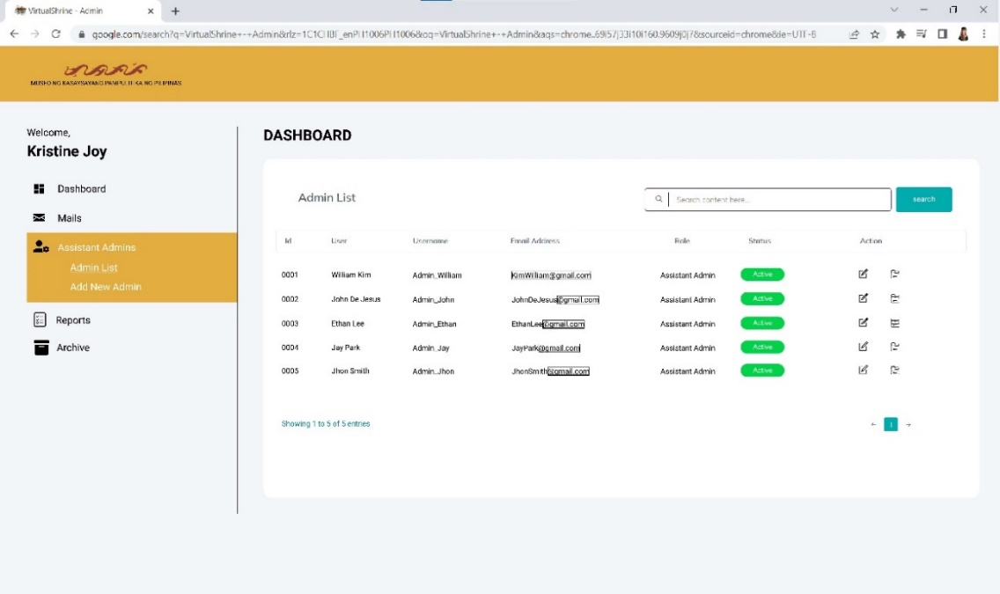 VirtualShrine - Admin
google.com/search?q=VirtualShrine+-+Admin&rlz=1C1CHBF_enPH1006PH1006&oq=VirtualShrine+-+Admin&aqs=chrome..69i57j33i10i160.9609j0j7&sourceid=chrome&ie=UTF-8
MUSEO NG KASAYSAYANG PAMPULITIKA NG PILIPINAS
Welcome,
Kristine Joy
Dashboard
Mails
Assistant Admins
Admin List
Add New Admin
Reports
Archive
DASHBOARD
Admin List
Search content here...
search
Id User Username Email Address Role Status Action
0001 William Kim Admin_William KimWilliam@gmail.com Assistant Admin Active
0002 John De Jesus Admin_John JohnDeJesus@gmail.com Assistant Admin Active
0003 Ethan Lee Admin_Ethan EthanLee@gmail.com Assistant Admin Active
0004 Jay Park Admin_Jay JayPark@gmail.com Assistant Admin Active
0005 Jhon Smith Admin_Jhon JhonSmith@gmail.com Assistant Admin Active
Showing 1 to 5 of 5 entries
1